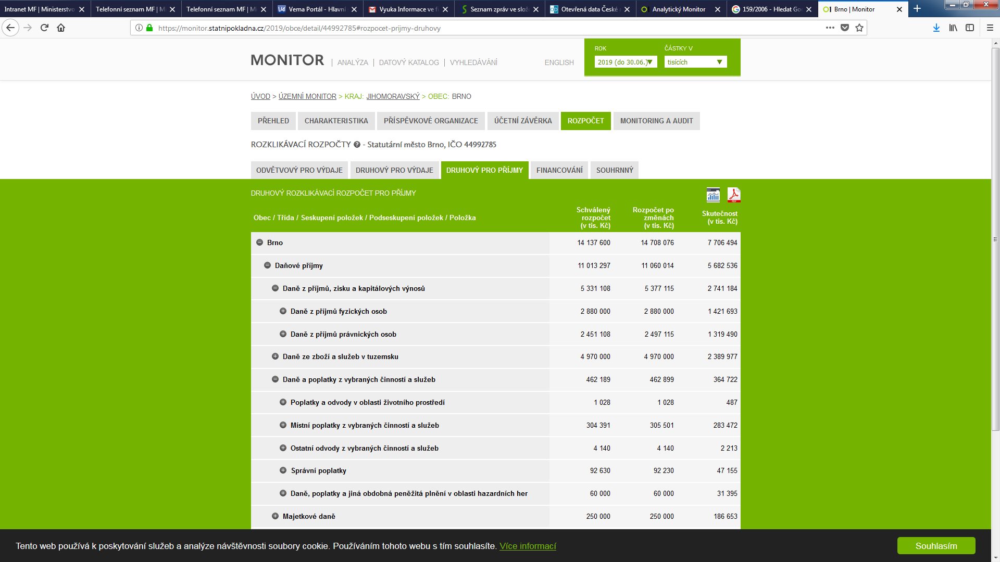 Intranet MF | Ministerstvo
Telefonní seznam MF | Mi
Telefonní seznam MF | Mi
Vema Portál - Hlavní
Vyuka Informace ve fi
Seznam zpráv ve slož
Otevřená data České
Analytický Monitor
159/2006 - Hledat Goo
Brno | Monitor
https://monitor.statnipokladna.cz/2019/obce/detail/44992785#rozpocet-prijmy-druhovy
MONITOR | ANALÝZA | DATOVÝ KATALOG | VYHLEDÁVÁNÍ ENGLISH
ROK ČÁSTKY V
2019 (do 30.06.) tisících
ÚVOD > ÚZEMNÍ MONITOR > KRAJ: JIHOMORAVSKÝ > OBEC: BRNO
PŘEHLED CHARAKTERISTIKA PŘÍSPĚVKOVÉ ORGANIZACE ÚČETNÍ ZÁVĚRKA ROZPOČET MONITORING A AUDIT
ROZKLIKÁVACÍ ROZPOČTY ? - Statutární město Brno, IČO 44992785
ODVĚTVOVÝ PRO VÝDAJE DRUHOVÝ PRO VÝDAJE DRUHOVÝ PRO PŘÍJMY FINANCOVÁNÍ SOUHRNNÝ
DRUHOVÝ ROZKLIKÁVACÍ ROZPOČET PRO PŘÍJMY
PDF
Obec / Třída / Seskupení položek / Podseskupení položek / Položka
Schválený
rozpočet
(v tis. Kč)
Rozpočet po
změnách
(v tis. Kč)
Skutečnost
(v tis. Kč)
Brno 14 137 600 14 708 076 7 706 494
Daňové příjmy 11 013 297 11 060 014 5 682 536
Daně z příjmů, zisku a kapitálových výnosů 5 331 108 5 377 115 2 741 184
Daně z příjmů fyzických osob 2 880 000 2 880 000 1 421 693
Daně z příjmů právnických osob 2 451 108 2 497 115 1 319 490
Daně ze zboží a služeb v tuzemsku 4 970 000 4 970 000 2 389 977
Daně a poplatky z vybraných činností a služeb 462 189 462 899 364 722
Poplatky a odvody v oblasti životního prostředí 1 028 1 028 487
Místní poplatky z vybraných činností a služeb 304 391 305 501 283 472
Ostatní odvody z vybraných činností a služeb 4 140 4 140 2 213
Správní poplatky 92 630 92 230 47 155
Daně, poplatky a jiná obdobná peněžitá plnění v oblasti hazardních her 60 000 60 000 31 395
Majetkové daně 250 000 250 000 186 653
Tento web používá k poskytování služeb a analýze návštěvnosti soubory cookie. Používáním tohoto webu s tím souhlasíte. Více informací
Souhlasím